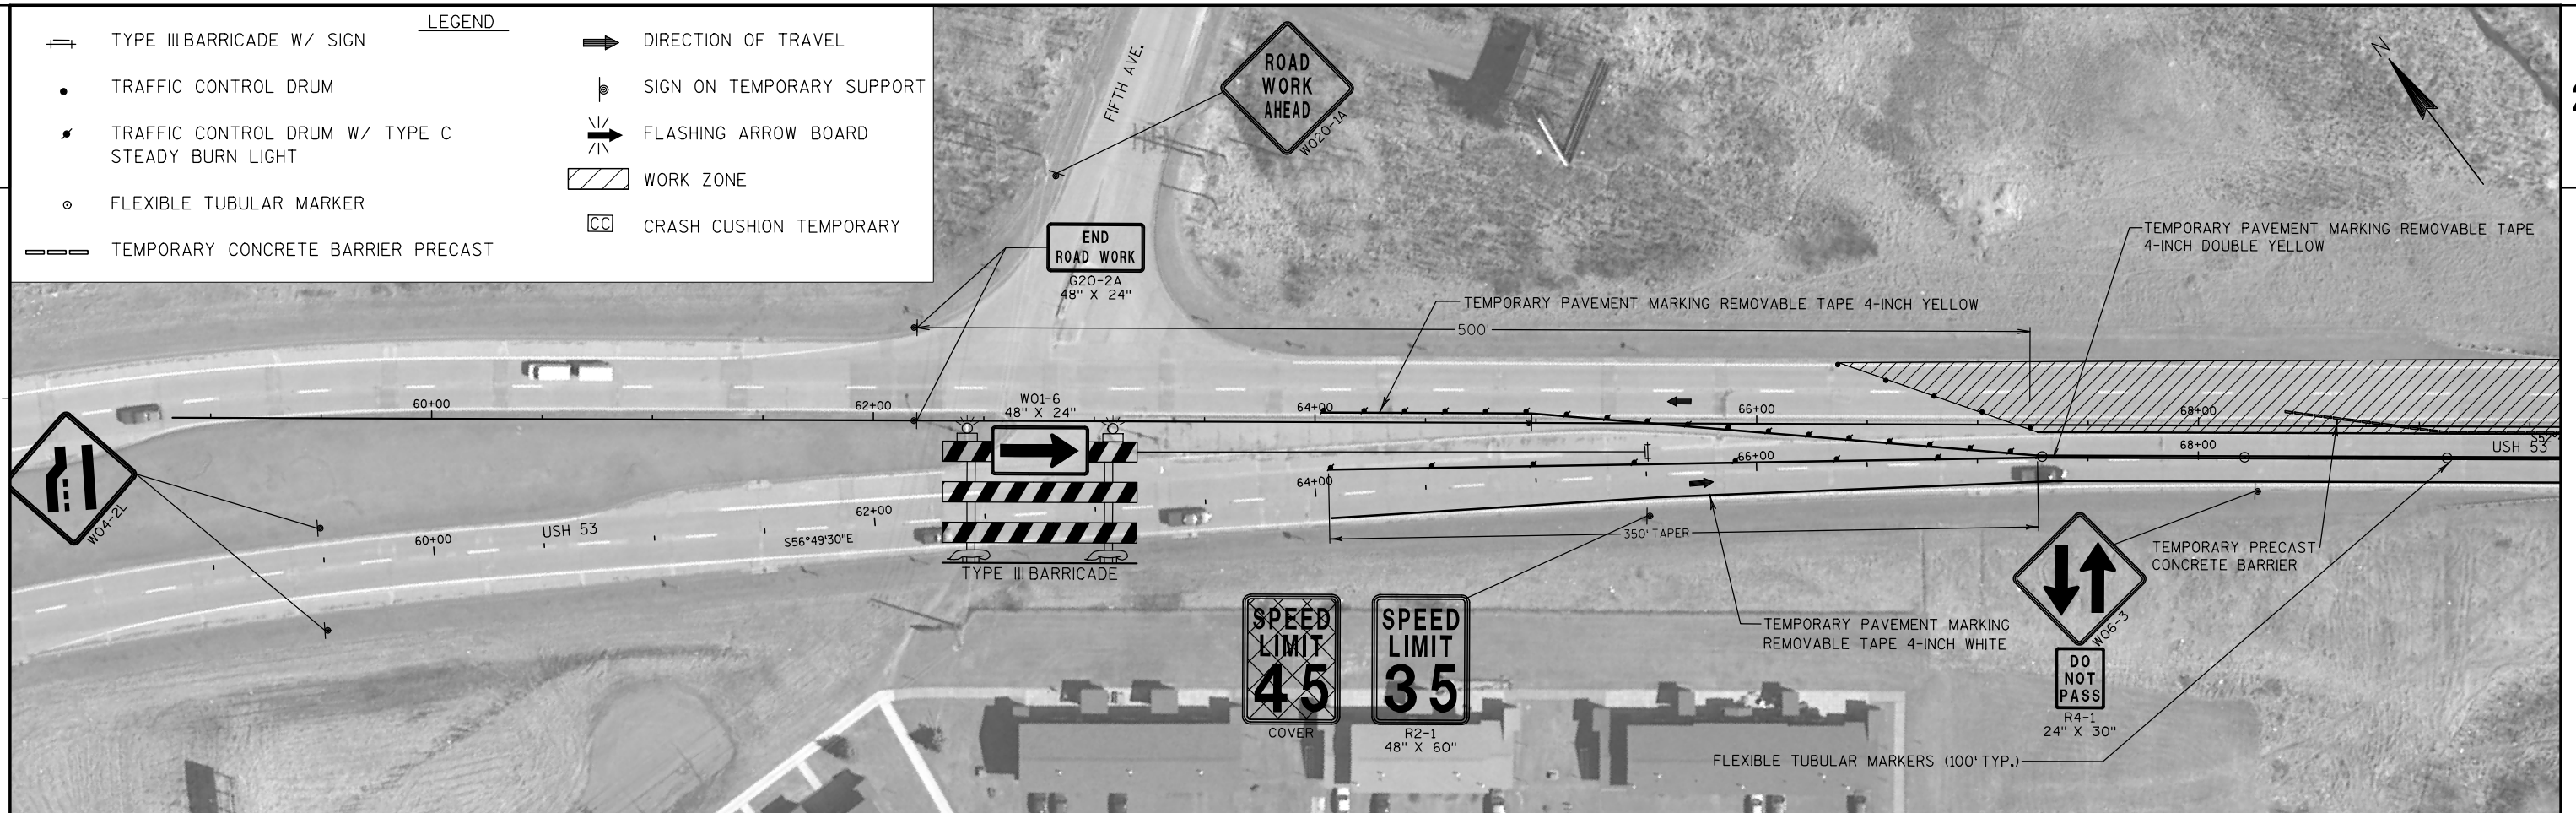 LEGEND
TYPE III BARRICADE W/ SIGN
TRAFFIC CONTROL DRUM
TRAFFIC CONTROL DRUM W/ TYPE C
STEADY BURN LIGHT
FLEXIBLE TUBULAR MARKER
TEMPORARY CONCRETE BARRIER PRECAST
DIRECTION OF TRAVEL
SIGN ON TEMPORARY SUPPORT
FLASHING ARROW BOARD
WORK ZONE
CC
CRASH CUSHION TEMPORARY
FIFTH AVE.
ROAD
WORK
AHEAD
WO20-1A
N
END
ROAD WORK
G20-2A
48" X 24"
TEMPORARY PAVEMENT MARKING REMOVABLE TAPE
4-INCH DOUBLE YELLOW
TEMPORARY PAVEMENT MARKING REMOVABLE TAPE 4-INCH YELLOW
500'
60+00
62+00
64+00
66+00
68+00
WO1-6
48" X 24"
TYPE III BARRICADE
WO4-2L
60+00
USH 53
62+00
S56°49'30"E
64+00
66+00
68+00
USH 53
350' TAPER
SPEED
LIMIT
45
COVER
SPEED
LIMIT
35
R2-1
48" X 60"
TEMPORARY PAVEMENT MARKING
REMOVABLE TAPE 4-INCH WHITE
TEMPORARY PRECAST
CONCRETE BARRIER
WO6-3
DO
NOT
PASS
R4-1
24" X 30"
FLEXIBLE TUBULAR MARKERS (100' TYP.)